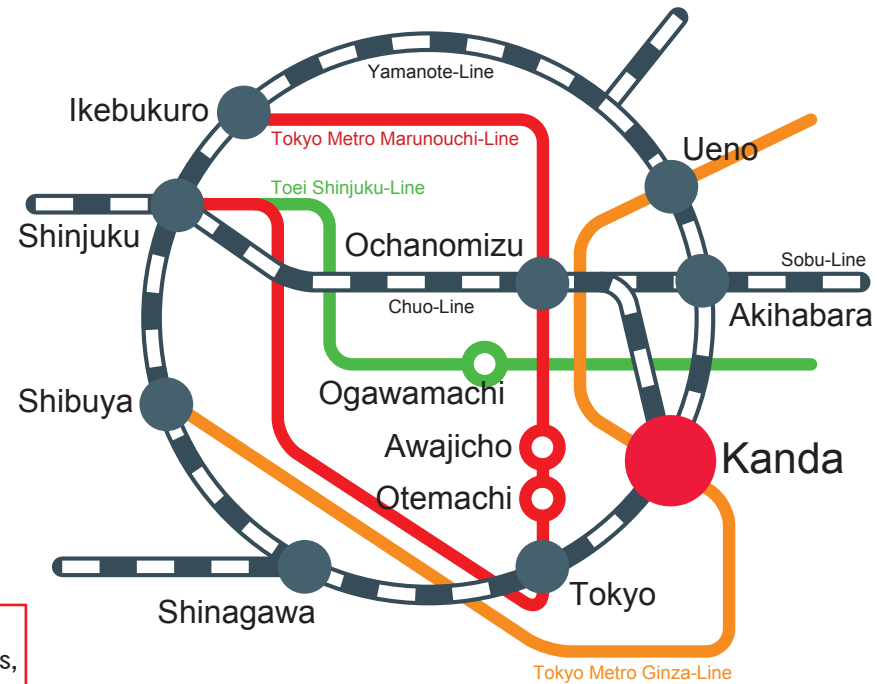 Yamanote-Line
Ikebukuro
Tokyo Metro Marunouchi-Line
Ueno
Toei Shinjuku-Line
Shinjuku
Ochanomizu
Sobu-Line
Chuo-Line
Akihabara
Ogawamachi
Shibuya
Awajicho
Kanda
Otemachi
Tokyo
Shinagawa
s,
Tokyo Metro Ginza-Line